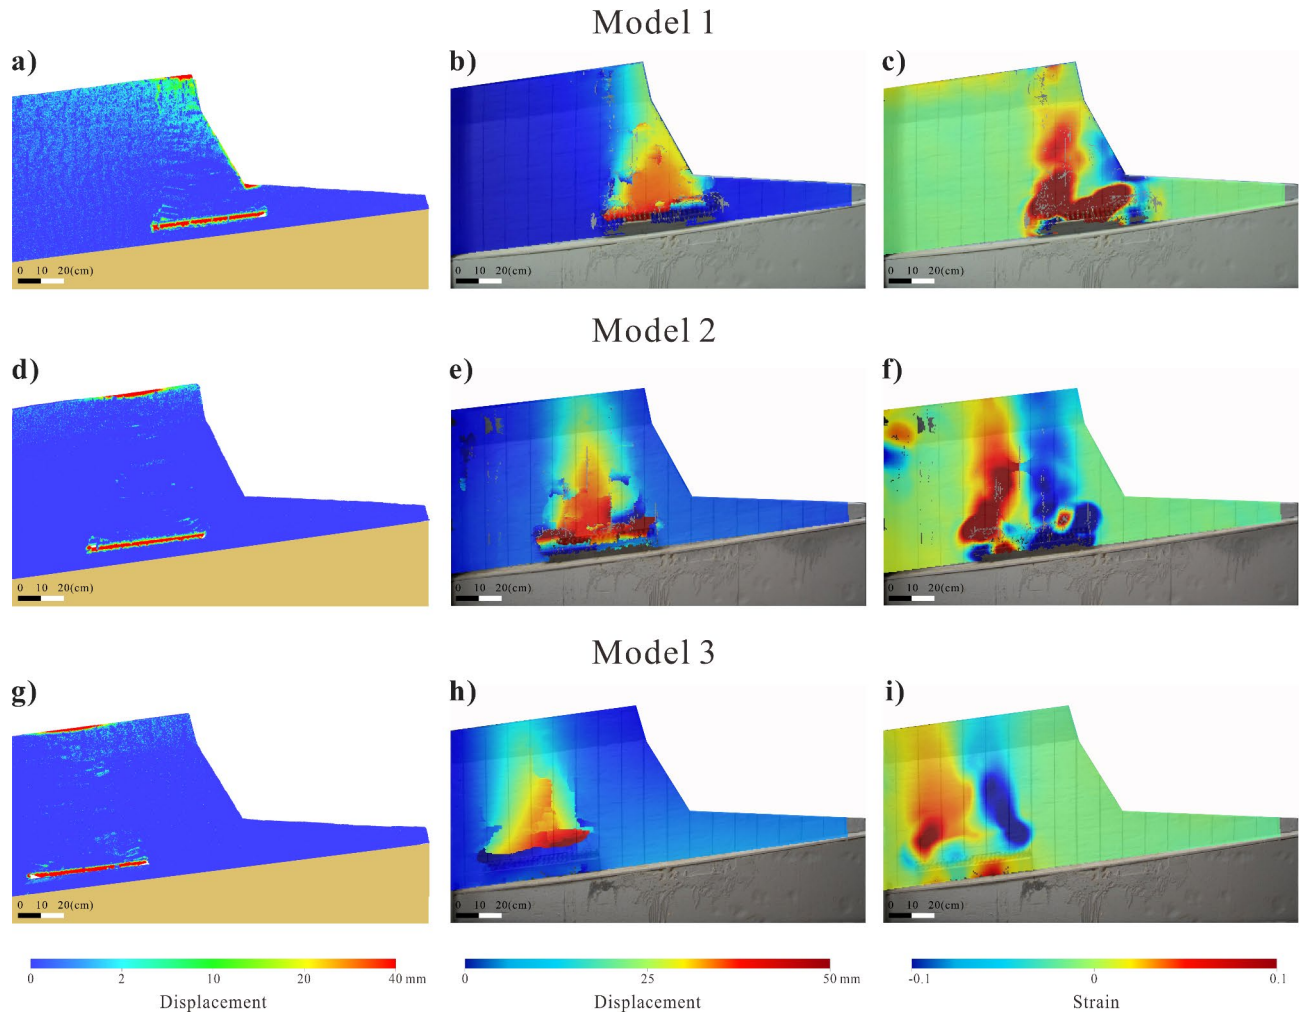 Model 1
a) b) c)
0 10 20(cm) 0 10 20(cm) 0 10 20(cm)
Model 2
d) e) f)
0 10 20(cm) 0 10 20(cm) 0 10 20(cm)
Model 3
g) h) i)
0 10 20(cm) 0 10 20(cm) 0 10 20(cm)
0 2 10 20 40 mm 0 25 50 mm -0.1 0 0.1
Displacement Displacement Strain